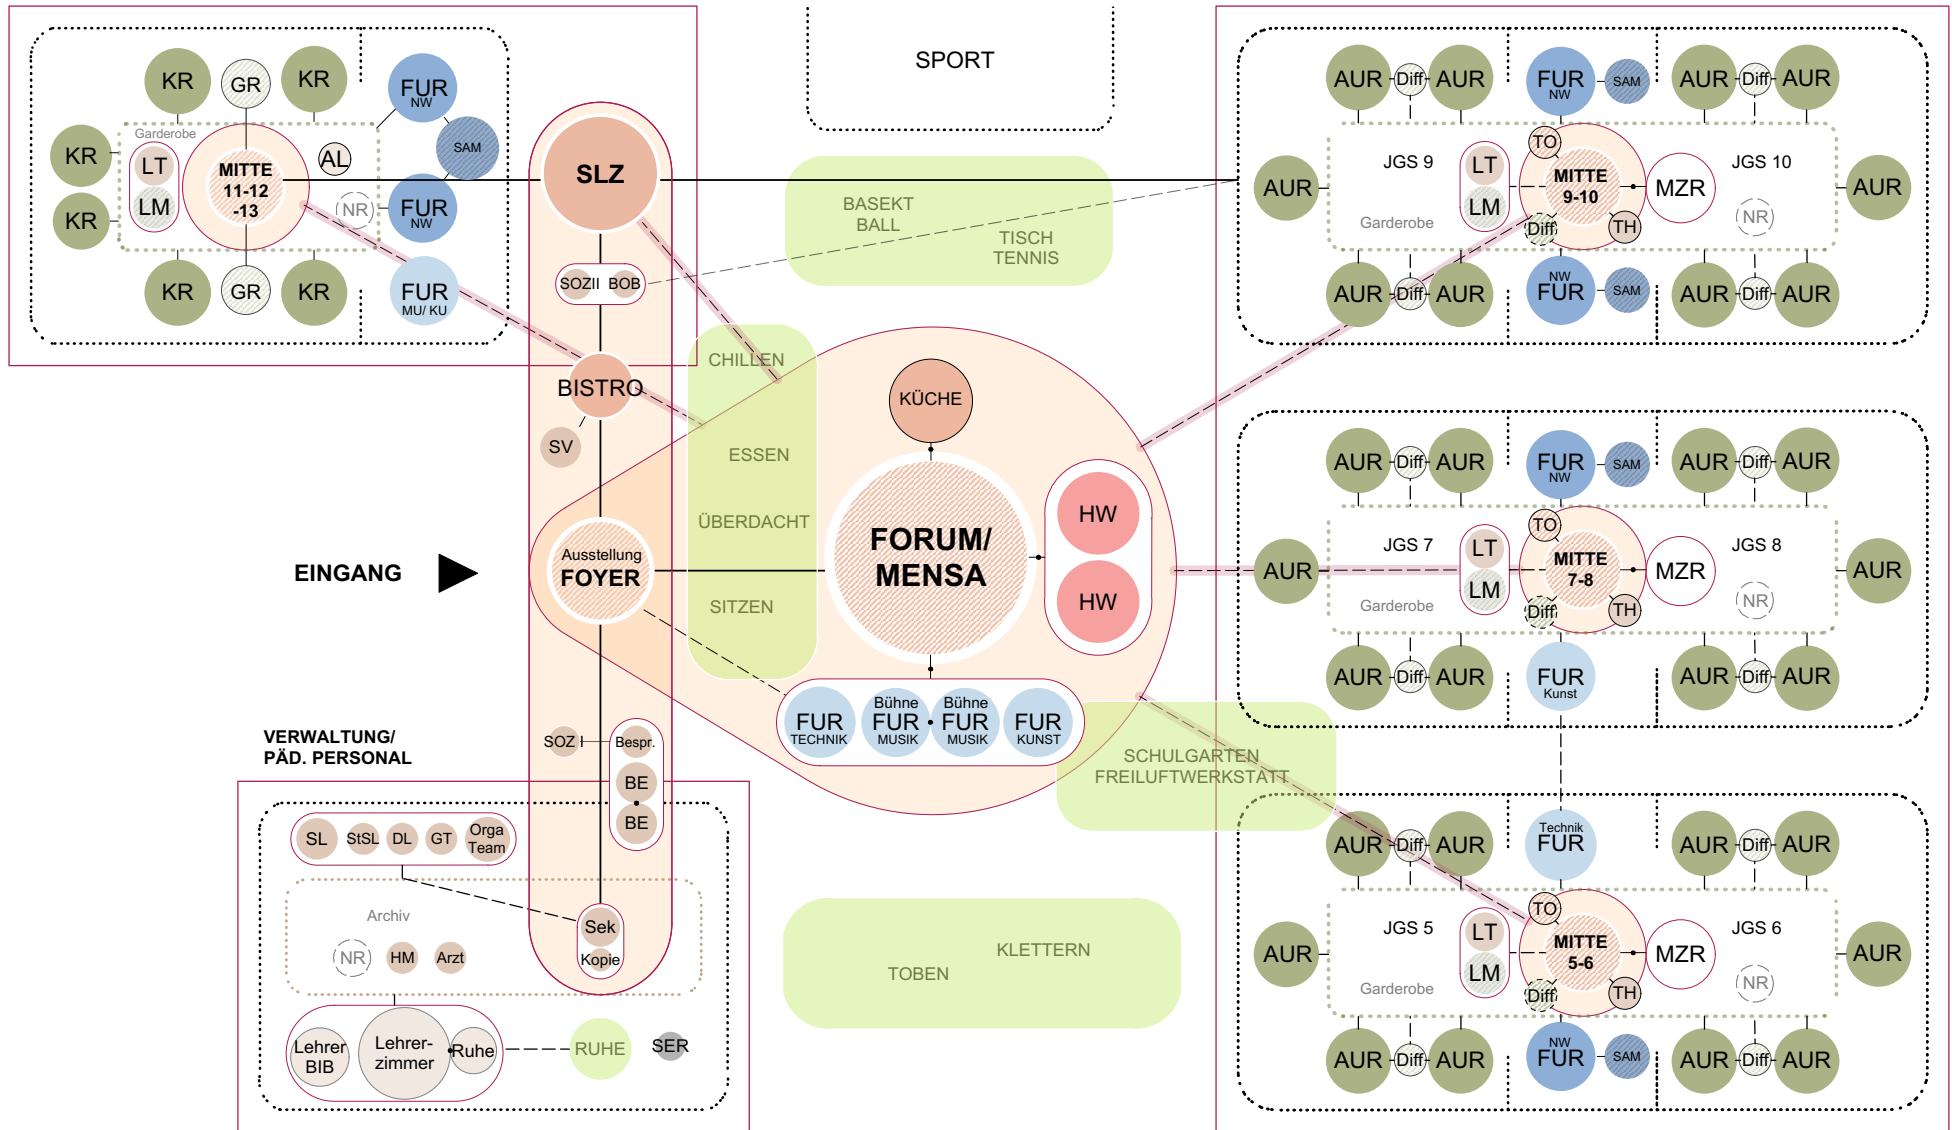 KR
GR
KR
FUR
NW
Garderobe
KR
LT
LM
MITTE
11-12
-13
AL
SAM
KR
NR
FUR
NW
KR
GR
KR
FUR
MU/ KU
SPORT
SLZ
SOZII
BOB
BISTRO
SV
BASEKT
BALL
TISCH
TENNIS
CHILLEN
ESSEN
ÜBERDACHT
SITZEN
EINGANG
Ausstellung
FOYER
KÜCHE
FORUM/
MENSA
HW
HW
FUR
TECHNIK
Bühne
FUR
MUSIK
Bühne
FUR
MUSIK
FUR
KUNST
SCHULGARTEN
FREILUFTWERKSTATT
KLETTERN
TOBEN
VERWALTUNG/
PÄD. PERSONAL
SOZ
Bespr.
BE
BE
SL
StSL
DL
GT
Orga
Team
Archiv
NR
HM
Arzt
Sek
Kopie
Lehrer
BIB
Lehrer-
zimmer
Ruhe
RUHE
SER
AUR
Diff
AUR
FUR
NW
SAM
AUR
Diff
AUR
JGS 9
JGS 10
AUR
LT
LM
TO
MITTE
9-10
Diff
TH
MZR
NR
AUR
Garderobe
AUR
Diff
AUR
NW
FUR
SAM
AUR
Diff
AUR
AUR
Diff
AUR
FUR
NW
SAM
AUR
Diff
AUR
JGS 7
JGS 8
AUR
LT
LM
TO
MITTE
7-8
Diff
TH
MZR
NR
AUR
Garderobe
AUR
Diff
AUR
FUR
Kunst
AUR
Diff
AUR
AUR
Diff
AUR
Technik
FUR
AUR
Diff
AUR
JGS 5
JGS 6
AUR
LT
LM
TO
MITTE
5-6
Diff
TH
MZR
NR
AUR
Garderobe
AUR
Diff
AUR
NW
FUR
SAM
AUR
Diff
AUR